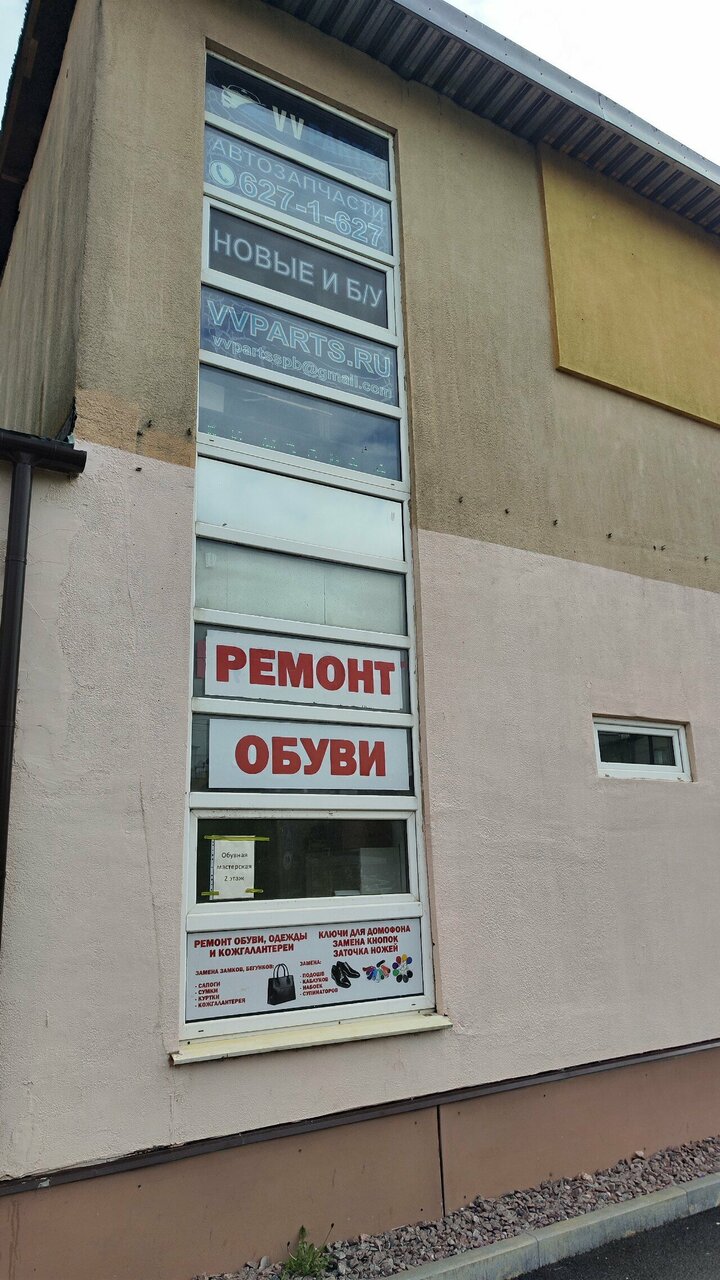 VV
АВТОЗАПЧАСТИ
627-1-627
НОВЫЕ И Б/У
VVPARTS.RU
vvpartsspb@gmail.com
РЕМОНТ
ОБУВИ
Обувная
мастерская
2 этаж
РЕМОНТ ОБУВИ, ОДЕЖДЫ
И КОЖГАЛАНТЕРЕИ
ЗАМЕНА ЗАМКОВ, БЕГУНКОВ:
- САПОГИ
- СУМКИ
- КУРТКИ
- КОЖГАЛАНТЕРЕЯ
КЛЮЧИ ДЛЯ ДОМОФОНА
ЗАМЕНА КНОПОК
ЗАТОЧКА НОЖЕЙ
ЗАМЕНА:
- ПОДОШВ
- КАБЛУКОВ
- НАБОЕК
- СУПИНАТОРОВ